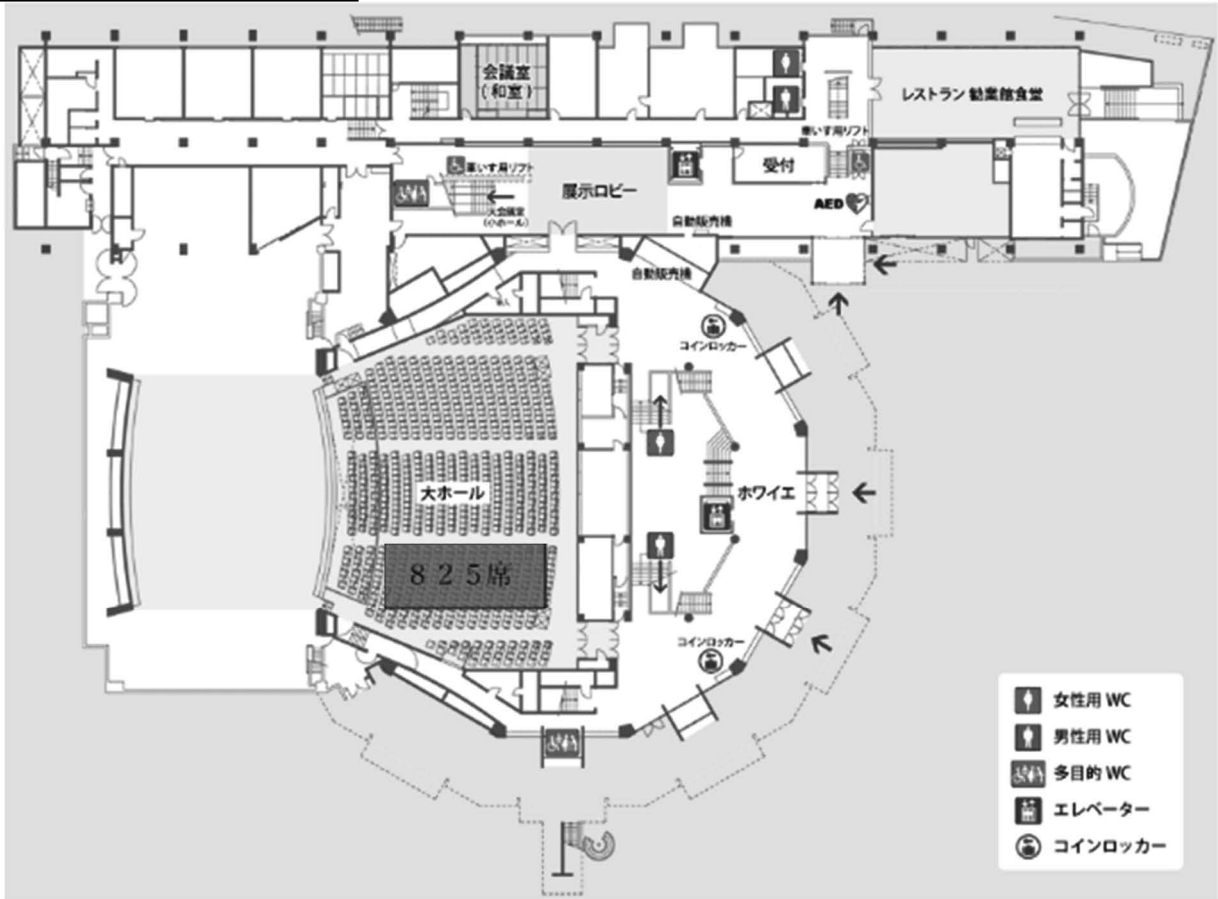 会議室
(和室)
レストラン 勧業館食堂
車いす用リフト
受付
車いす用リフト
展示ロビー
大会議室
(小ホール)
AED
自動販売機
自動販売機
コインロッカー
大ホール
ホワイエ
825席
コインロッカー
女性用 WC
男性用 WC
多目的 WC
エレベーター
コインロッカー